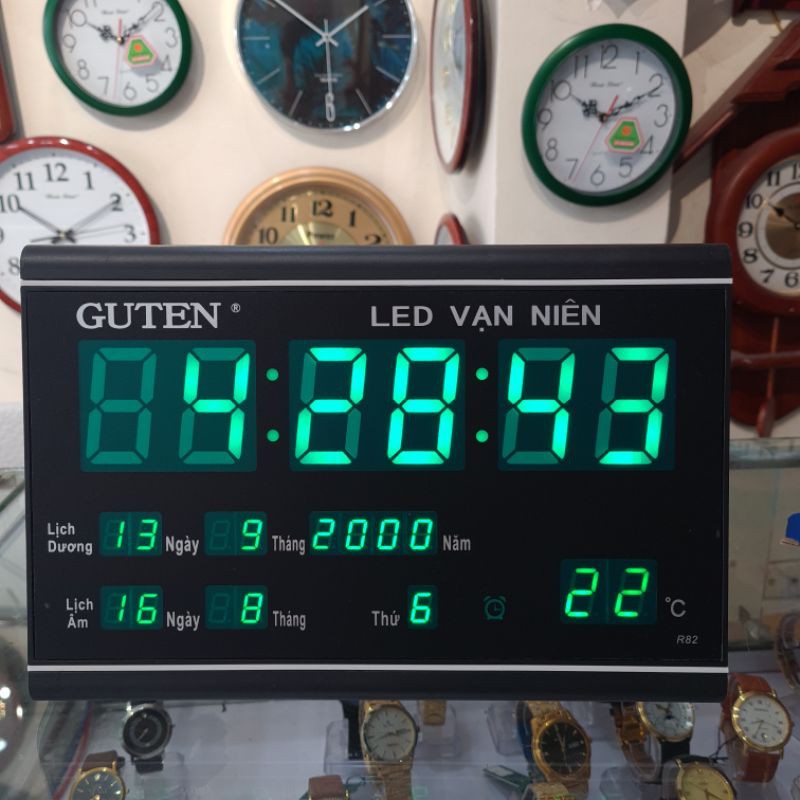 GUTEN ®
LED VẠN NIÊN
4:28:43
Lịch Dương 13 Ngày 9 Tháng 2000 Năm
Lịch Âm 16 Ngày 8 Tháng Thứ 6 22 °C
R82